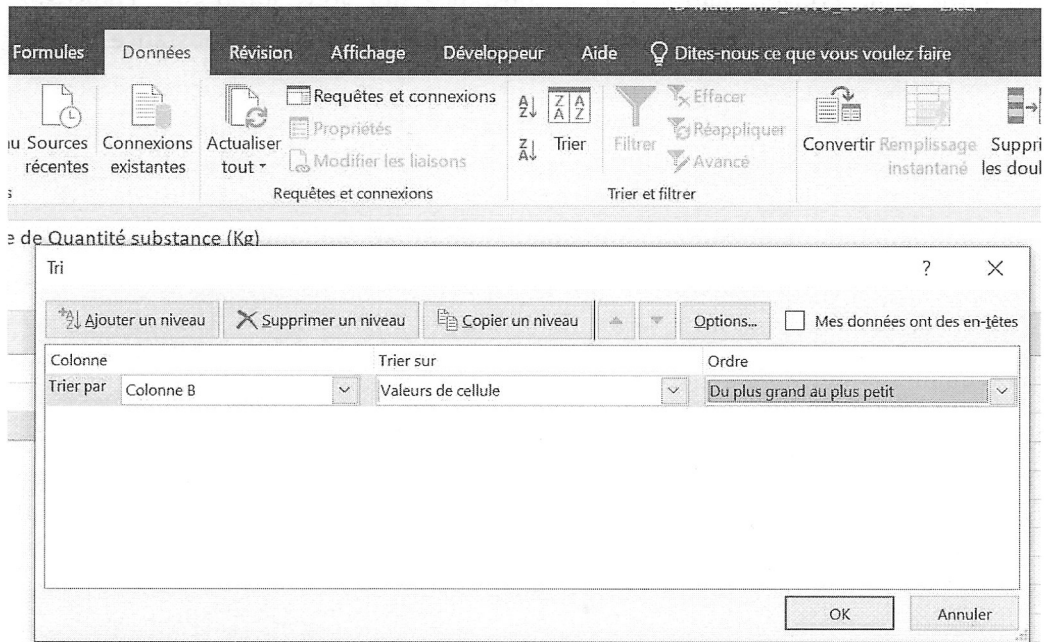 Formules Données Révision Affichage Développeur Aide Dites-nous ce que vous voulez faire
Requêtes et connexions
Propriétés
Modifier les liaisons
Sources récentes
Connexions existantes
Actualiser tout
Requêtes et connexions
Trier
Filtrer
Effacer
Réappliquer
Avancé
Trier et filtrer
Convertir
Remplissage instantané
Suppri
les doul
e de Quantité substance (Kg)
Tri ? X
Ajouter un niveau Supprimer un niveau Copier un niveau Options... Mes données ont des en-têtes
Colonne Trier sur Ordre
Trier par Colonne B Valeurs de cellule Du plus grand au plus petit
OK Annuler